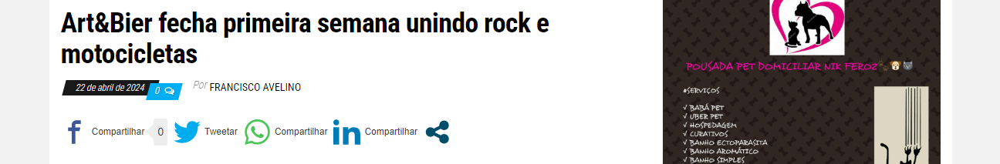 Art&Bier fecha primeira semana unindo rock e
motocicletas
22 de abril de 2024
0
Por FRANCISCO AVELINO
Compartilhar
0
Tweetar
Compartilhar
Compartilhar
POUSADA PET DOMICILIAR NIK FEROZ
#SERVIÇOS
√ BABÁ PET
√ UBER PET
√ HOSPEDAGEM
√ CURATIVOS
√ BANHO ECTOPARASITA
√ BANHO AROMÁTICO
√ BANHO SIMPLES